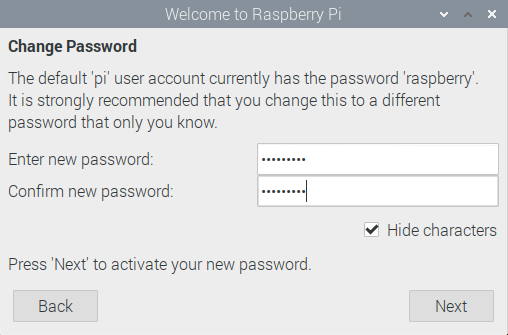 Welcome to Raspberry Pi
Change Password
The default 'pi' user account currently has the password 'raspberry'.
It is strongly recommended that you change this to a different
password that only you know.
Enter new password: •••••••••
Confirm new password: •••••••••
Hide characters
Press 'Next' to activate your new password.
Back Next